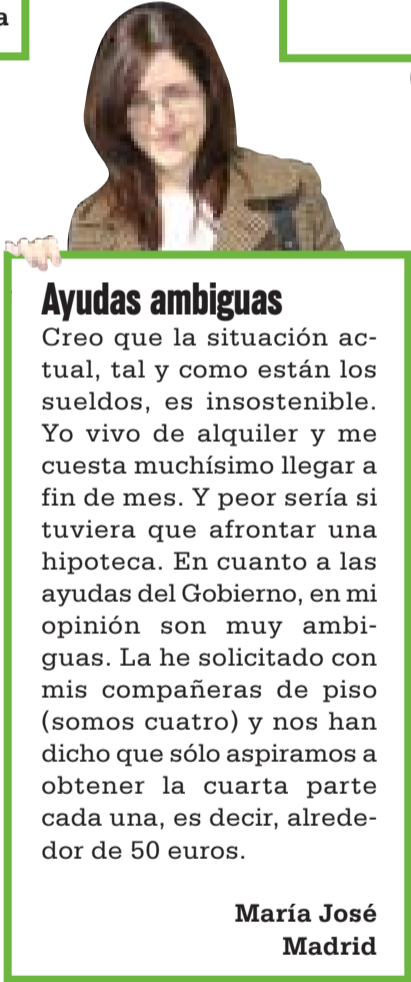 a
Ayudas ambiguas
Creo que la situación ac-
tual, tal y como están los
sueldos, es insostenible.
Yo vivo de alquiler y me
cuesta muchísimo llegar a
fin de mes. Y peor sería si
tuviera que afrontar una
hipoteca. En cuanto a las
ayudas del Gobierno, en mi
opinión son muy ambi-
guas. La he solicitado con
mis compañeras de piso
(somos cuatro) y nos han
dicho que sólo aspiramos a
obtener la cuarta parte
cada una, es decir, alrede-
dor de 50 euros.
María José
Madrid